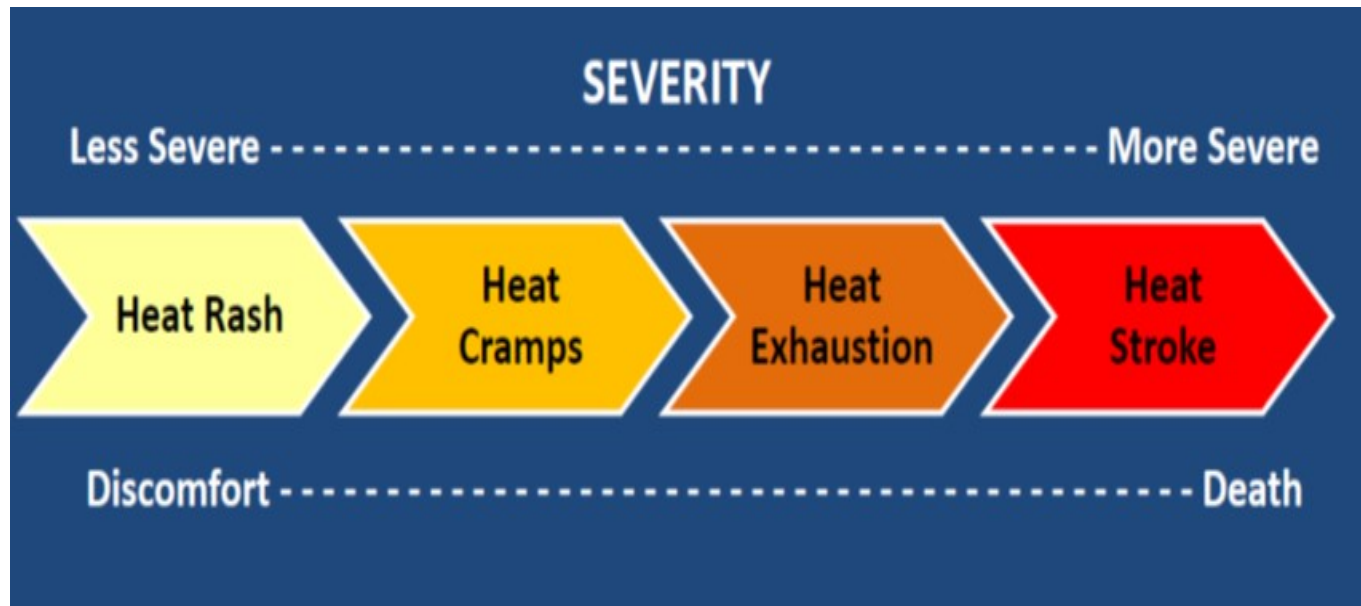 SEVERITY
Less Severe - - - - - - - - - - - - - - - - - - - - - - - - - - - - - - - - - - - - - - - More Severe
Heat Rash
Heat
Cramps
Heat
Exhaustion
Heat
Stroke
Discomfort - - - - - - - - - - - - - - - - - - - - - - - - - - - - - - - - - - - - - - - - - - - Death